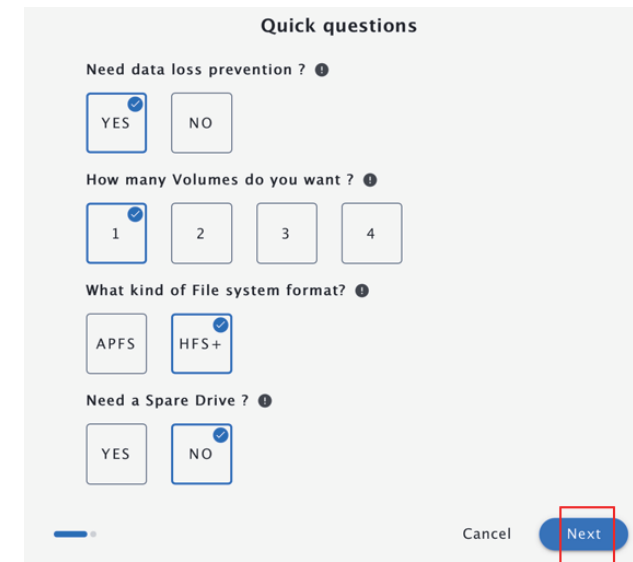 Quick questions
Need data loss prevention ?
YES NO
How many Volumes do you want ?
1 2 3 4
What kind of File system format?
APFS HFS+
Need a Spare Drive ?
YES NO
Cancel Next